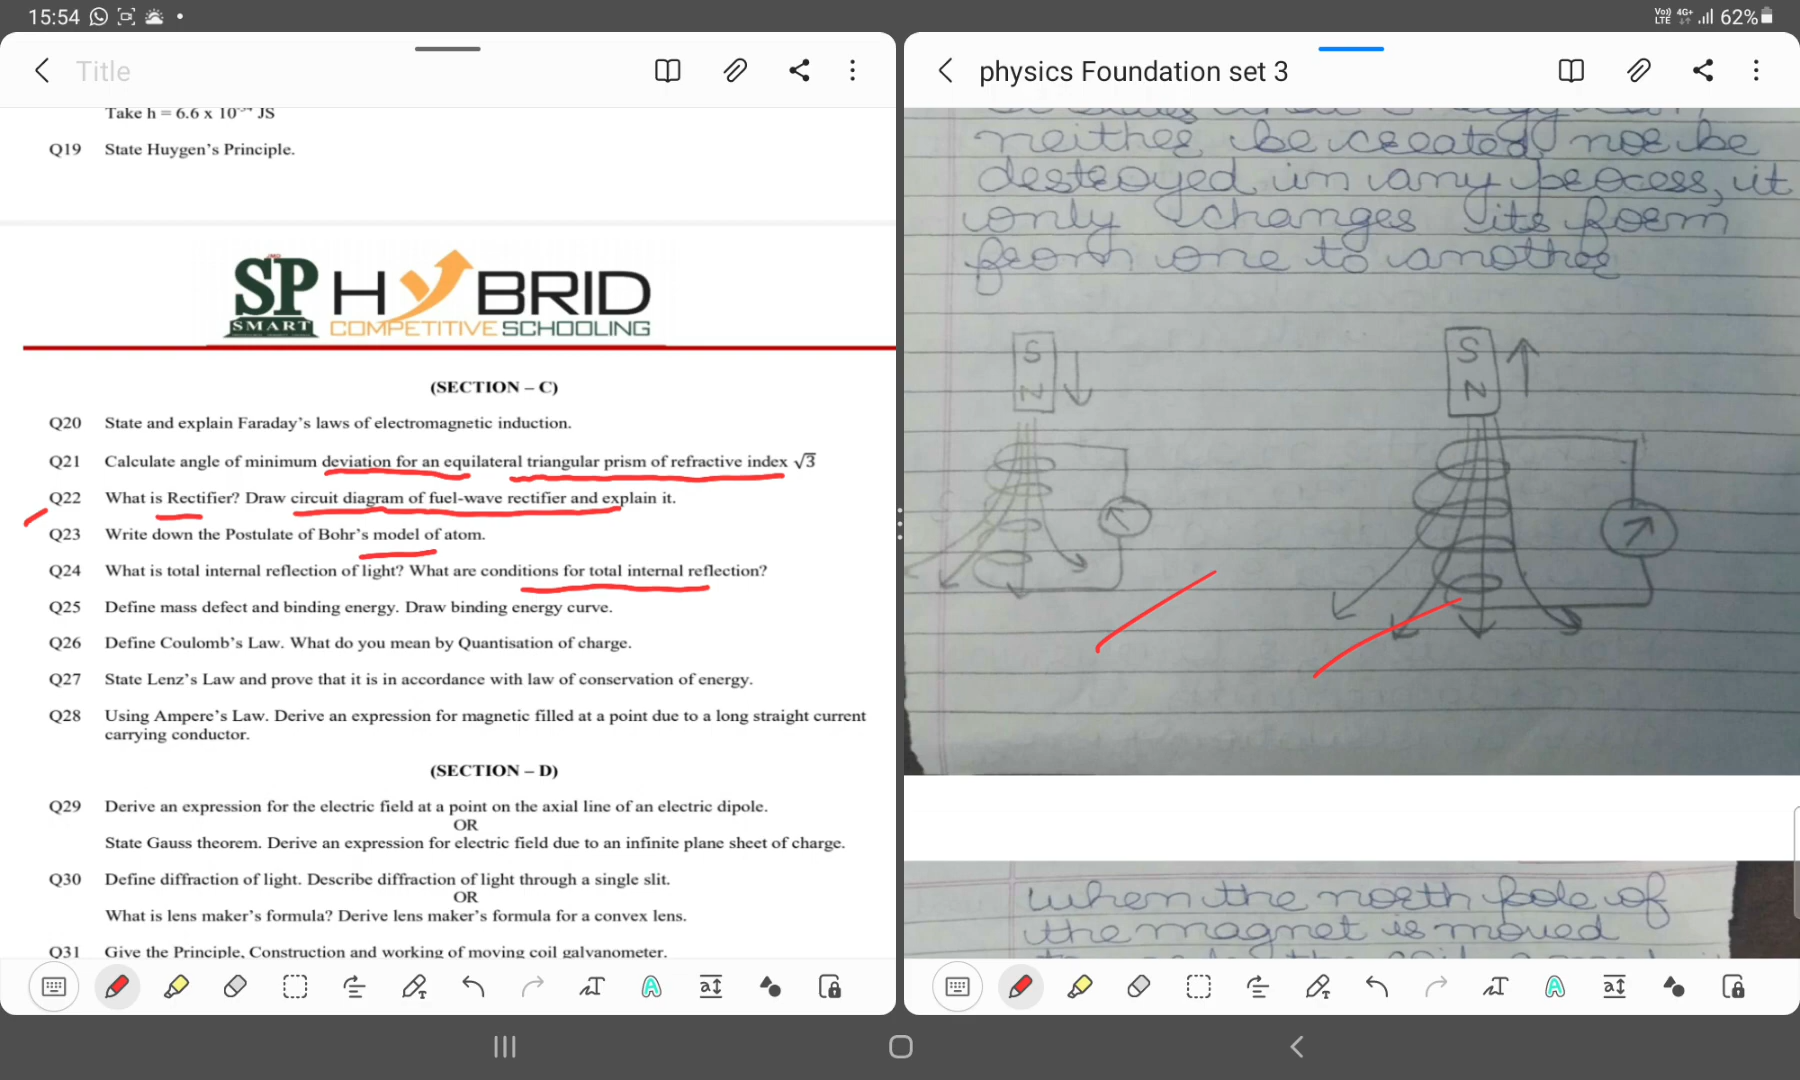 15:54
Vo)) LTE 4G+ 62%
Title
Take h = 6.6 x 10⁻³⁴ JS
Q19 State Huygen's Principle.
SP HYBRID
SMART COMPETITIVE SCHOOLING
(SECTION – C)
Q20 State and explain Faraday's laws of electromagnetic induction.
Q21 Calculate angle of minimum deviation for an equilateral triangular prism of refractive index √3
Q22 What is Rectifier? Draw circuit diagram of fuel-wave rectifier and explain it.
Q23 Write down the Postulate of Bohr's model of atom.
Q24 What is total internal reflection of light? What are conditions for total internal reflection?
Q25 Define mass defect and binding energy. Draw binding energy curve.
Q26 Define Coulomb's Law. What do you mean by Quantisation of charge.
Q27 State Lenz's Law and prove that it is in accordance with law of conservation of energy.
Q28 Using Ampere's Law. Derive an expression for magnetic filled at a point due to a long straight current
carrying conductor.
(SECTION – D)
Q29 Derive an expression for the electric field at a point on the axial line of an electric dipole.
OR
State Gauss theorem. Derive an expression for electric field due to an infinite plane sheet of charge.
Q30 Define diffraction of light. Describe diffraction of light through a single slit.
OR
What is lens maker's formula? Derive lens maker's formula for a convex lens.
Q31 Give the Principle, Construction and working of moving coil galvanometer.
physics Foundation set 3
neither be created nor be
destroyed in any process, it
only changes its form
from one to another
S
N
S
N
when the north pole of
the magnet is moved